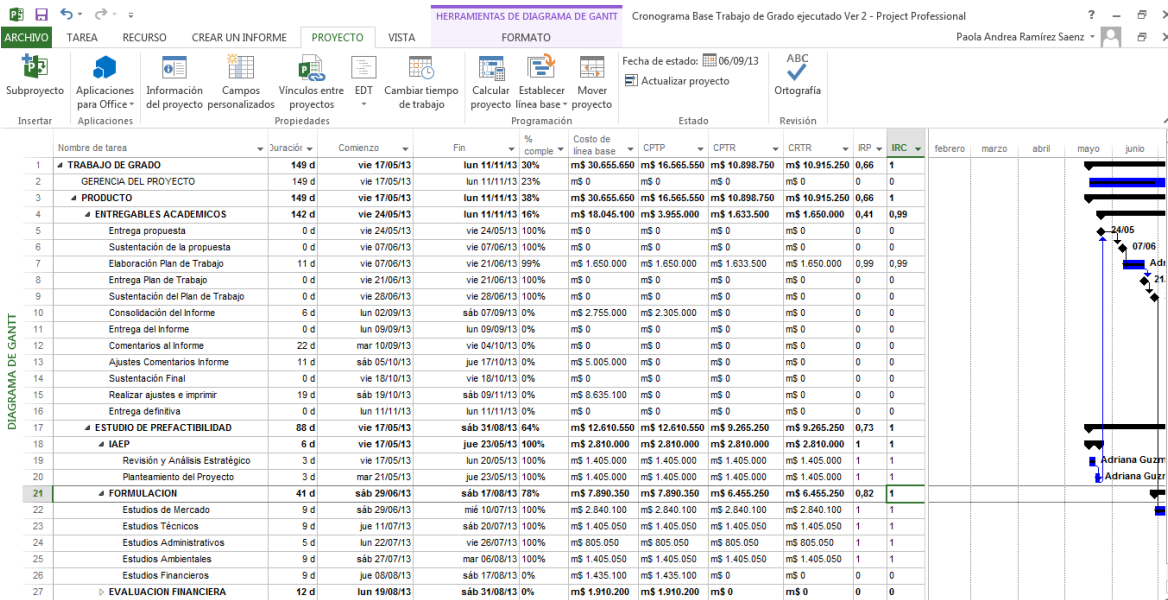 HERRAMIENTAS DE DIAGRAMA DE GANTT Cronograma Base Trabajo de Grado ejecutado Ver 2 - Project Professional
ARCHIVO TAREA RECURSO CREAR UN INFORME PROYECTO VISTA FORMATO Paola Andrea Ramírez Saenz
Subproyecto
Aplicaciones para Office
Información del proyecto
Campos personalizados
Vínculos entre proyectos
EDT
Cambiar tiempo de trabajo
Calcular proyecto
Establecer línea base
Mover proyecto
Fecha de estado: 06/09/13
Actualizar proyecto
ABC
Ortografía
Insertar Aplicaciones Propiedades Programación Estado Revisión
DIAGRAMA DE GANTT
Nombre de tarea Duració Comienzo Fin % comple Costo de línea base CPTP CPTR CRTR IRP IRC febrero marzo abril mayo junio
1 TRABAJO DE GRADO 149 d vie 17/05/13 lun 11/11/13 30% m$ 30.655.650 m$ 16.565.550 m$ 10.898.750 m$ 10.915.250 0,66 1
2 GERENCIA DEL PROYECTO 149 d vie 17/05/13 lun 11/11/13 23% m$ 0 m$ 0 m$ 0 m$ 0 0 0
3 PRODUCTO 149 d vie 17/05/13 lun 11/11/13 38% m$ 30.655.650 m$ 16.565.550 m$ 10.898.750 m$ 10.915.250 0,66 1
4 ENTREGABLES ACADEMICOS 142 d vie 24/05/13 lun 11/11/13 16% m$ 18.045.100 m$ 3.955.000 m$ 1.633.500 m$ 1.650.000 0,41 0,99
5 Entrega propuesta 0 d vie 24/05/13 vie 24/05/13 100% m$ 0 m$ 0 m$ 0 m$ 0 0 0 24/05
6 Sustentación de la propuesta 0 d vie 07/06/13 vie 07/06/13 100% m$ 0 m$ 0 m$ 0 m$ 0 0 0 07/06
7 Elaboración Plan de Trabajo 11 d vie 07/06/13 vie 21/06/13 99% m$ 1.650.000 m$ 1.650.000 m$ 1.633.500 m$ 1.650.000 0,99 0,99 Adr
8 Entrega Plan de Trabajo 0 d vie 21/06/13 vie 21/06/13 100% m$ 0 m$ 0 m$ 0 m$ 0 0 0 21
9 Sustentación del Plan de Trabajo 0 d vie 28/06/13 vie 28/06/13 100% m$ 0 m$ 0 m$ 0 m$ 0 0 0
10 Consolidación del Informe 6 d lun 02/09/13 sáb 07/09/13 0% m$ 2.755.000 m$ 2.305.000 m$ 0 m$ 0 0 0
11 Entrega del Informe 0 d lun 09/09/13 lun 09/09/13 0% m$ 0 m$ 0 m$ 0 m$ 0 0 0
12 Comentarios al Informe 22 d mar 10/09/13 vie 04/10/13 0% m$ 0 m$ 0 m$ 0 m$ 0 0 0
13 Ajustes Comentarios Informe 11 d sáb 05/10/13 jue 17/10/13 0% m$ 5.005.000 m$ 0 m$ 0 m$ 0 0 0
14 Sustentación Final 0 d vie 18/10/13 vie 18/10/13 0% m$ 0 m$ 0 m$ 0 m$ 0 0 0
15 Realizar ajustes e imprimir 19 d sáb 19/10/13 sáb 09/11/13 0% m$ 8.635.100 m$ 0 m$ 0 m$ 0 0 0
16 Entrega definitiva 0 d lun 11/11/13 lun 11/11/13 0% m$ 0 m$ 0 m$ 0 m$ 0 0 0
17 ESTUDIO DE PREFACTIBILIDAD 88 d vie 17/05/13 sáb 31/08/13 64% m$ 12.610.550 m$ 12.610.550 m$ 9.265.250 m$ 9.265.250 0,73 1
18 IAEP 6 d vie 17/05/13 jue 23/05/13 100% m$ 2.810.000 m$ 2.810.000 m$ 2.810.000 m$ 2.810.000 1 1
19 Revisión y Análisis Estratégico 3 d vie 17/05/13 lun 20/05/13 100% m$ 1.405.000 m$ 1.405.000 m$ 1.405.000 m$ 1.405.000 1 1 Adriana Guzm
20 Planteamiento del Proyecto 3 d mar 21/05/13 jue 23/05/13 100% m$ 1.405.000 m$ 1.405.000 m$ 1.405.000 m$ 1.405.000 1 1 Adriana Guzr
21 FORMULACION 41 d sáb 29/06/13 sáb 17/08/13 78% m$ 7.890.350 m$ 7.890.350 m$ 6.455.250 m$ 6.455.250 0,82 1
22 Estudios de Mercado 9 d sáb 29/06/13 mié 10/07/13 100% m$ 2.840.100 m$ 2.840.100 m$ 2.840.100 m$ 2.840.100 1 1
23 Estudios Técnicos 9 d jue 11/07/13 sáb 20/07/13 100% m$ 1.405.050 m$ 1.405.050 m$ 1.405.050 m$ 1.405.050 1 1
24 Estudios Administrativos 5 d lun 22/07/13 vie 26/07/13 100% m$ 805.050 m$ 805.050 m$ 805.050 m$ 805.050 1 1
25 Estudios Ambientales 9 d sáb 27/07/13 mar 06/08/13 100% m$ 1.405.050 m$ 1.405.050 m$ 1.405.050 m$ 1.405.050 1 1
26 Estudios Financieros 9 d jue 08/08/13 sáb 17/08/13 0% m$ 1.435.100 m$ 1.435.100 m$ 0 m$ 0 0 0
27 EVALUACION FINANCIERA 12 d lun 19/08/13 sáb 31/08/13 0% m$ 1.910.200 m$ 1.910.200 m$ 0 m$ 0 0 0